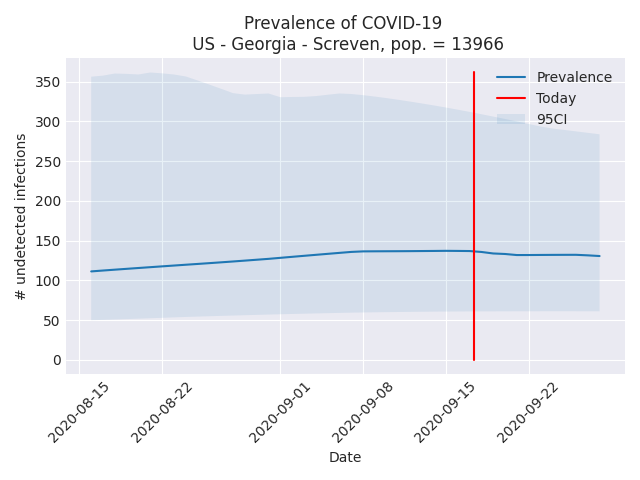 Prevalence of COVID-19
US - Georgia - Screven, pop. = 13966
# undetected infections
350
300
250
200
150
100
50
0
Prevalence
Today
95CI
2020-08-15
2020-08-22
2020-09-01
2020-09-08
2020-09-15
2020-09-22
Date